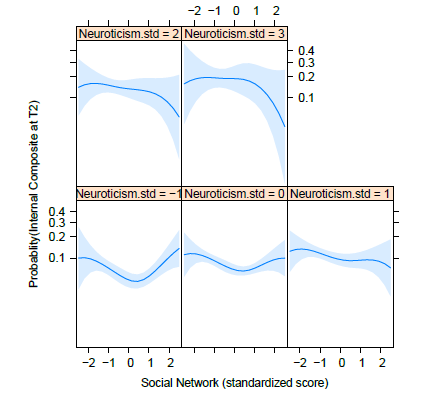 −2 −1 0 1 2
Neuroticism.std = 2 Neuroticism.std = 3
0.4
0.3
0.2
0.1
Neuroticism.std = −1 Neuroticism.std = 0 Neuroticism.std = 1
0.4
0.3
0.2
0.1
−2 −1 0 1 2 −2 −1 0 1 2
Social Network (standardized score)
Probablity(Internal Composite at T2)